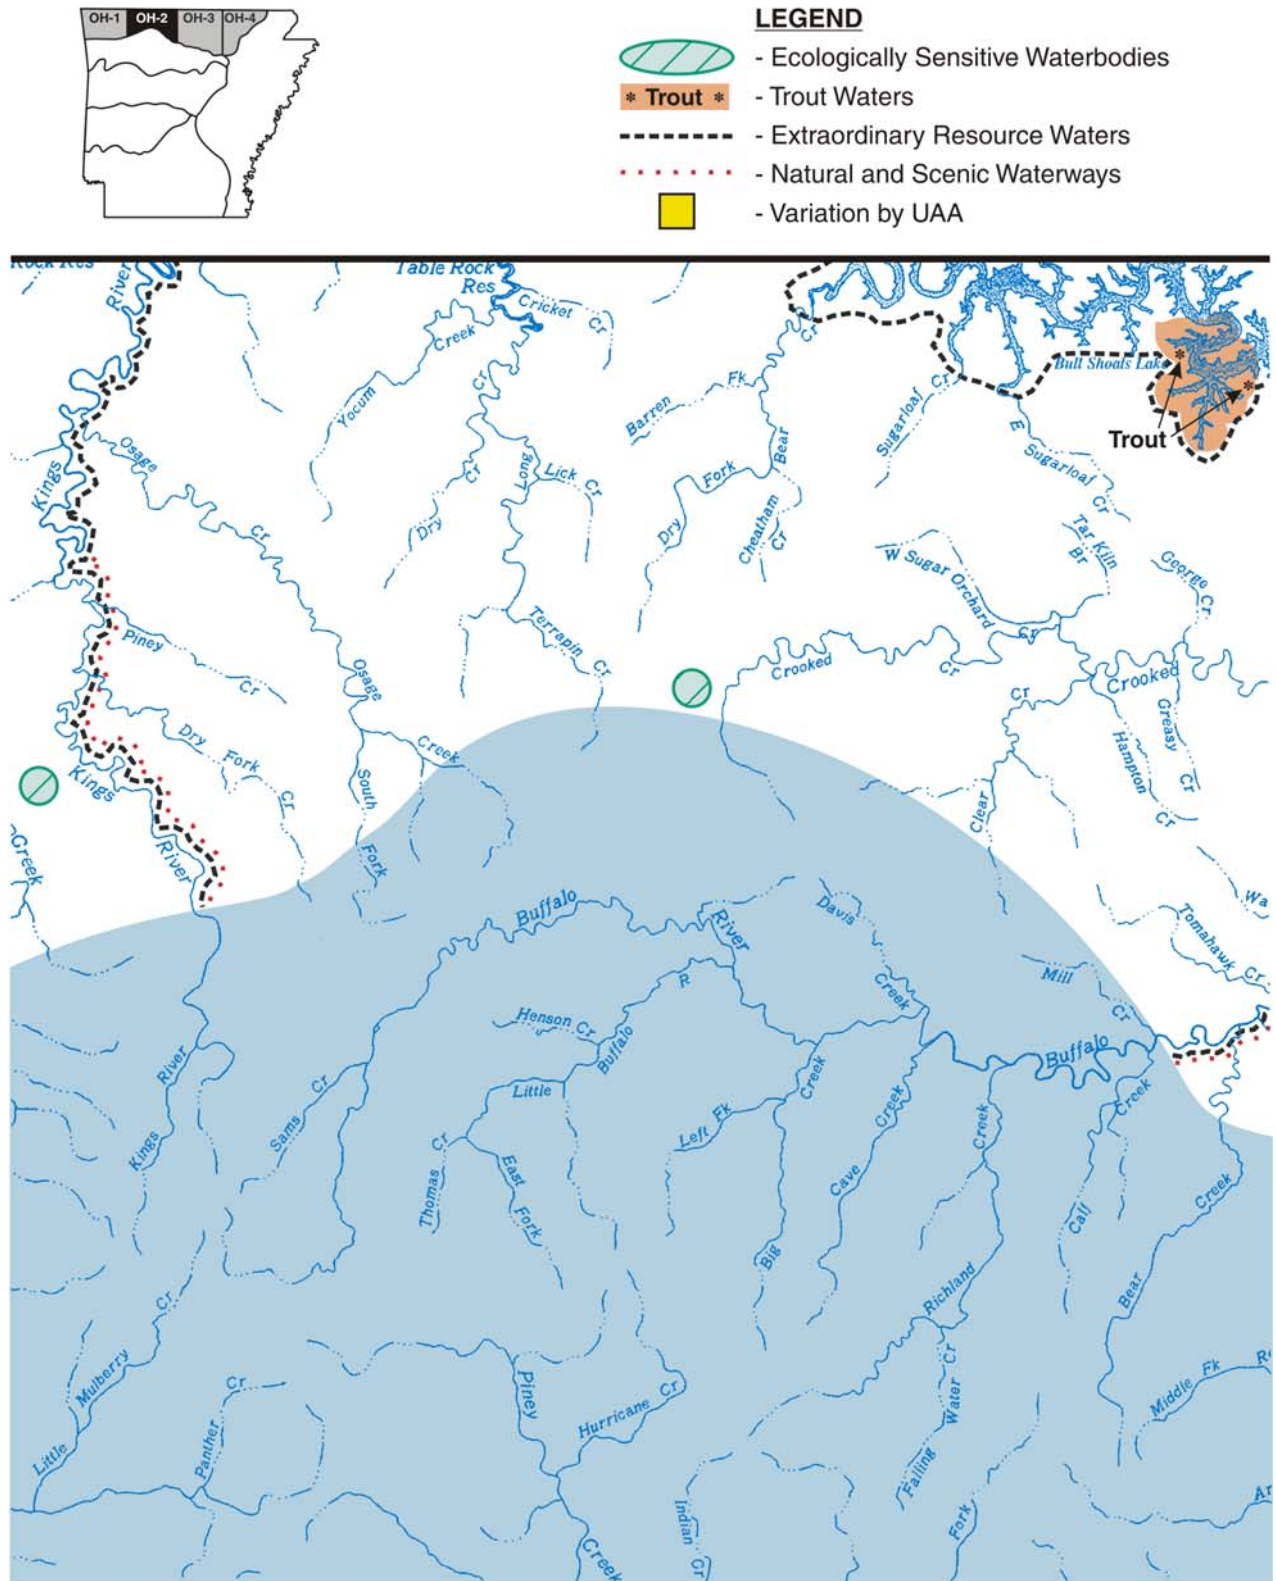 OH-1 OH-2 OH-3 OH-4
LEGEND
- Ecologically Sensitive Waterbodies
* Trout * - Trout Waters
- Extraordinary Resource Waters
- Natural and Scenic Waterways
- Variation by UAA
Rock Res
River
Table Rock
Res
Cricket
Cr
Creek
Cr
Bull Shoals Lake
*
*
Trout
Yocum
Cr
Barren
Fk
Sugarloaf
Cr
E
Sugarloaf
Cr
Osage
Cr
Kings
Long
Lick Cr
Dry
Cr
Bear
Dry
Fork
Cheatham
Cr
Tar Kiln
Br
W Sugar Orchard
Cr
George
Cr
Piney
Cr
Terrapin
Cr
Crooked
Cr
Crooked
Osage
Creek
Cr
Greasy
Cr
Hampton
Cr
Dry
Fork
Cr
Kings
River
South
Fork
Clear
Creek
Buffalo
River
Davis
Creek
Tomahawk
Cr
Wa
Mill
Cr
R
Henson Cr
Buffalo
Little
River
Kings
Sams
Cr
Buffalo
Creek
Left Fk
Creek
Creek
Creek
Cr
Thomas
East
Fork
Cave
Calf
Creek
Big
Bear
Richland
Cr
Mulberry
Little
Cr
Panther
Piney
Hurricane
Cr
Cr
Water
Falling
Middle
Fk
R
Indian
Cr
Fork
Creek
Ar